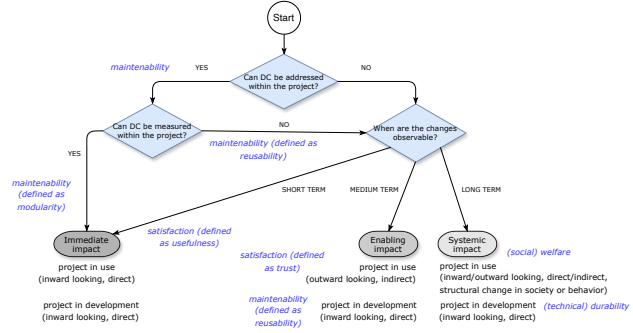 Start
maintenability
YES
NO
Can DC be addressed
within the project?
Can DC be measured
within the project?
NO
When are the changes
observable?
maintenability (defined as
reusability)
YES
maintenability
(defined as
modularity)
SHORT TERM
MEDIUM TERM
LONG TERM
satisfaction (defined
as usefulness)
Immediate
impact
satisfaction (defined
as trust)
Enabling
impact
Systemic
impact
(social) welfare
project in use
(inward looking, direct)
project in use
(outward looking, indirect)
project in use
(inward/outward looking, direct/indirect,
structural change in society or behavior)
project in development
(inward looking, direct)
maintenability
(defined as
reusability)
project in development
(inward looking, direct)
project in development
(inward looking, direct)
(technical) durability